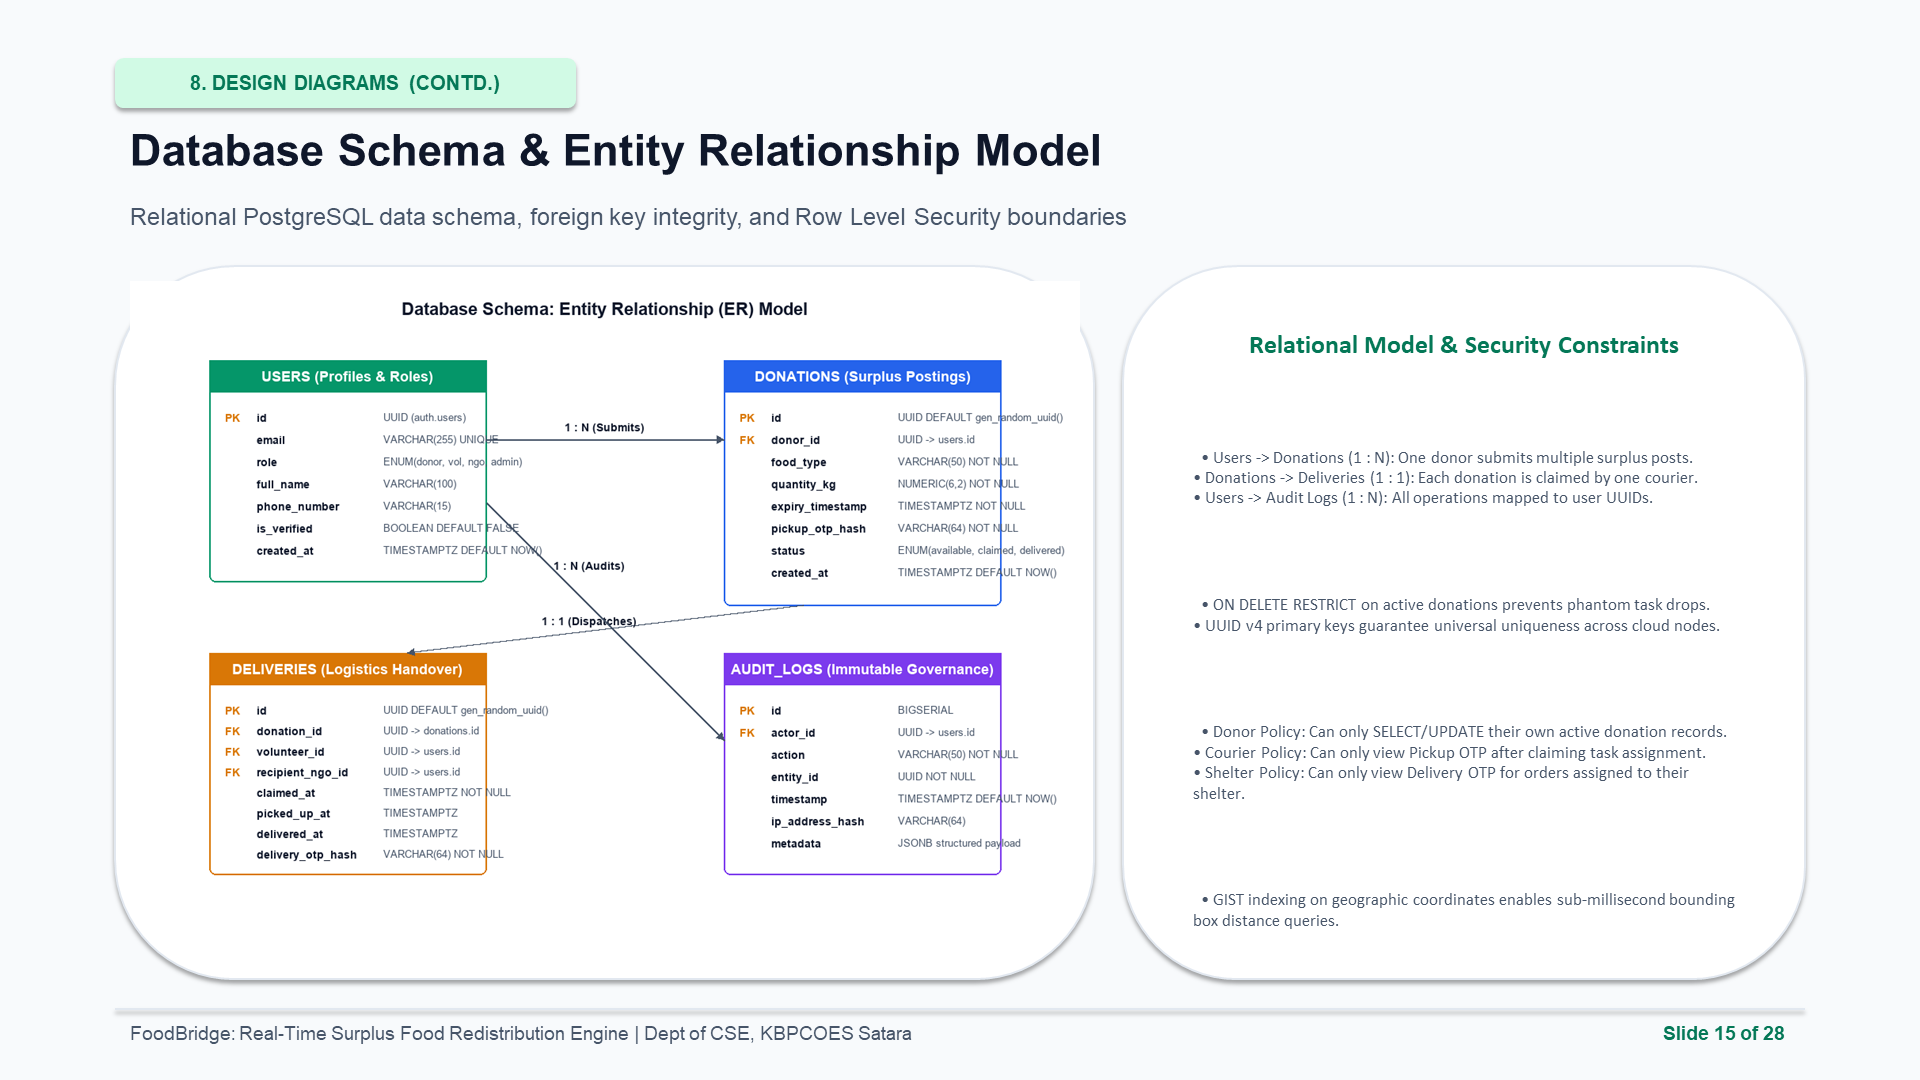 8. DESIGN DIAGRAMS (CONTD.)
Database Schema & Entity Relationship Model
Relational PostgreSQL data schema, foreign key integrity, and Row Level Security boundaries
Database Schema: Entity Relationship (ER) Model
USERS (Profiles & Roles)
PK id UUID (auth.users)
email VARCHAR(255) UNIQUE
role ENUM(donor, vol, ngo, admin)
full_name VARCHAR(100)
phone_number VARCHAR(15)
is_verified BOOLEAN DEFAULT FALSE
created_at TIMESTAMPTZ DEFAULT NOW()
1 : N (Submits)
1 : N (Audits)
1 : 1 (Dispatches)
DONATIONS (Surplus Postings)
PK id UUID DEFAULT gen_random_uuid()
FK donor_id UUID -> users.id
food_type VARCHAR(50) NOT NULL
quantity_kg NUMERIC(6,2) NOT NULL
expiry_timestamp TIMESTAMPTZ NOT NULL
pickup_otp_hash VARCHAR(64) NOT NULL
status ENUM(available, claimed, delivered)
created_at TIMESTAMPTZ DEFAULT NOW()
DELIVERIES (Logistics Handover)
PK id UUID DEFAULT gen_random_uuid()
FK donation_id UUID -> donations.id
FK volunteer_id UUID -> users.id
FK recipient_ngo_id UUID -> users.id
claimed_at TIMESTAMPTZ NOT NULL
picked_up_at TIMESTAMPTZ
delivered_at TIMESTAMPTZ
delivery_otp_hash VARCHAR(64) NOT NULL
AUDIT_LOGS (Immutable Governance)
PK id BIGSERIAL
FK actor_id UUID -> users.id
action VARCHAR(50) NOT NULL
entity_id UUID NOT NULL
timestamp TIMESTAMPTZ DEFAULT NOW()
ip_address_hash VARCHAR(64)
metadata JSONB structured payload
Relational Model & Security Constraints
• Users -> Donations (1 : N): One donor submits multiple surplus posts.
• Donations -> Deliveries (1 : 1): Each donation is claimed by one courier.
• Users -> Audit Logs (1 : N): All operations mapped to user UUIDs.
• ON DELETE RESTRICT on active donations prevents phantom task drops.
• UUID v4 primary keys guarantee universal uniqueness across cloud nodes.
• Donor Policy: Can only SELECT/UPDATE their own active donation records.
• Courier Policy: Can only view Pickup OTP after claiming task assignment.
• Shelter Policy: Can only view Delivery OTP for orders assigned to their
shelter.
• GIST indexing on geographic coordinates enables sub-millisecond bounding
box distance queries.
FoodBridge: Real-Time Surplus Food Redistribution Engine | Dept of CSE, KBPCOES Satara
Slide 15 of 28